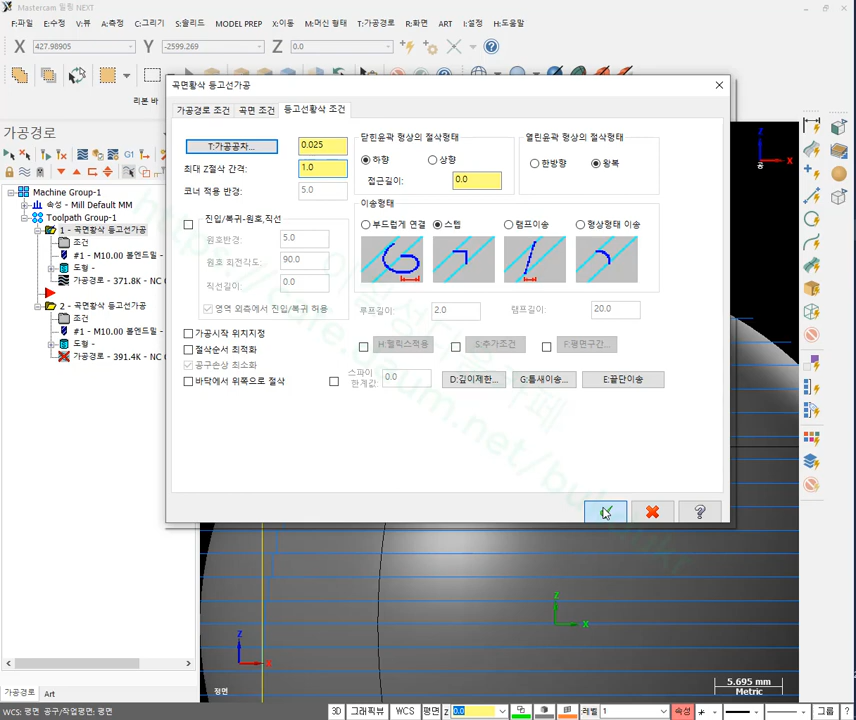 Mastercam 밀링 NEXT
F:파일 E:수정 V:뷰 A:측정 C:그리기 S:솔리드 MODEL PREP X:이동 M:머신 형태 T:가공경로 R:화면 ART I:설정 H:도움말
X 427.98905 Y -2599.269 Z 0.0
리본 바
가공경로
Machine Group-1
속성 - Mill Default MM
Toolpath Group-1
1 - 곡면황삭 등고선가공
조건
#1 - M10.00 볼엔드밀 -
도형 -
가공경로 - 371.8K - NC
2 - 곡면황삭 등고선가공
조건
#1 - M10.00 볼엔드밀 -
도형 -
가공경로 - 391.4K - NC
곡면황삭 등고선가공
가공경로 조건 곡면 조건 등고선황삭 조건
T:가공공차... 0.025
최대 Z절삭 간격: 1.0
코너 적용 반경: 5.0
진입/복귀-원호,직선
원호반경: 5.0
원호 회전각도: 90.0
직선길이: 0.0
영역 외측에서 진입/복귀 허용
가공시작 위치지정
절삭순서 최적화
공구손상 최소화
바닥에서 위쪽으로 절삭
닫힌윤곽 형상의 절삭형태
하향 상향
접근길이: 0.0
열린윤곽 형상의 절삭형태
한방향 왕복
이송형태
부드럽게 연결 스텝 램프이송 형상형태 이송
루프길이: 2.0 램프길이: 20.0
H:헬릭스적용 S:추가조건 F:평면구간...
스파이
한계값: 0.0
D:깊이제한... G:틈새이송... E:끝단이송
Z
X
공
Z
X
Z
X
정면
5.695 mm
Metric
가공경로 Art
WCS: 평면 공구/작업평면: 평면
3D 그래픽뷰 WCS 평면 Z 0.0 레벨 1 속성 그룹 ?